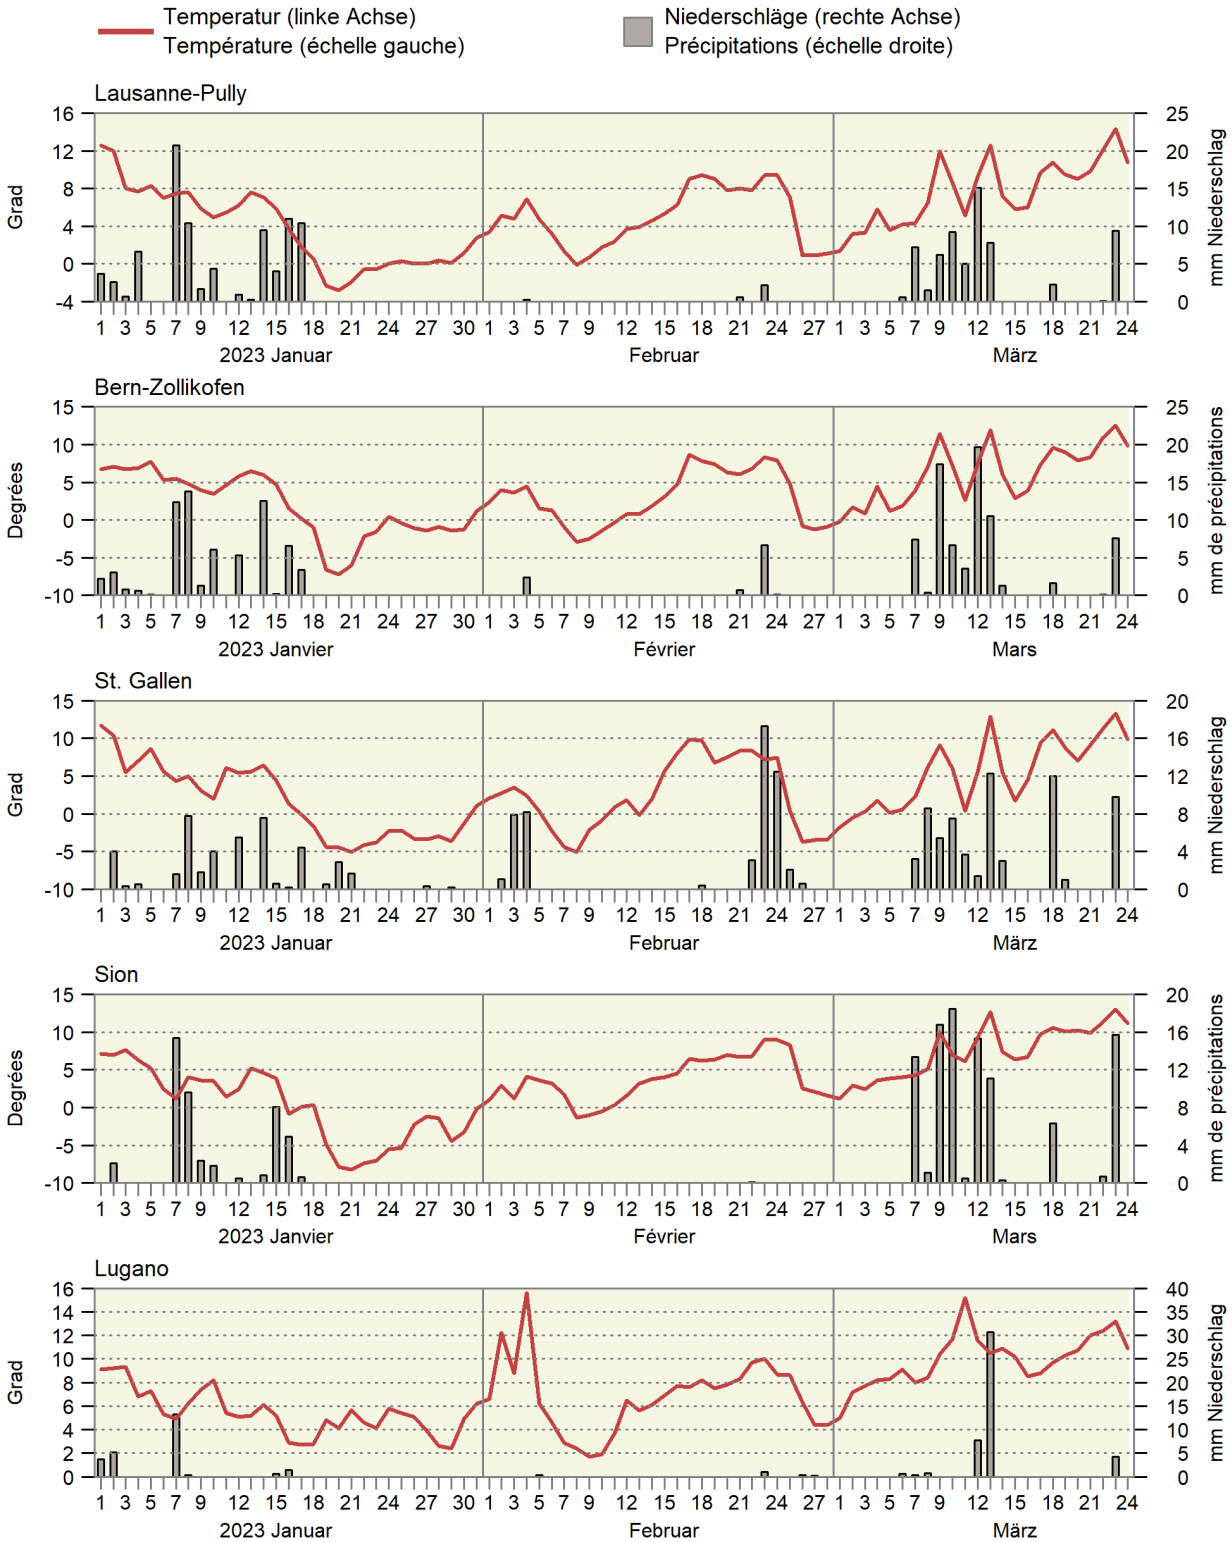 Temperatur (linke Achse)
Température (échelle gauche)
Niederschläge (rechte Achse)
Précipitations (échelle droite)
Lausanne-Pully
16 12 8 4 0 -4
Grad
25 20 15 10 5 0
mm Niederschlag
1 3 5 7 9 12 15 18 21 24 27 30 1 3 5 7 9 12 15 18 21 24 27 1 3 5 7 9 12 15 18 21 24
2023 Januar Februar März
Bern-Zollikofen
15 10 5 0 -5 -10
Degrées
25 20 15 10 5 0
mm de précipitations
1 3 5 7 9 12 15 18 21 24 27 30 1 3 5 7 9 12 15 18 21 24 27 1 3 5 7 9 12 15 18 21 24
2023 Janvier Février Mars
St. Gallen
15 10 5 0 -5 -10
Grad
20 16 12 8 4 0
mm Niederschlag
1 3 5 7 9 12 15 18 21 24 27 30 1 3 5 7 9 12 15 18 21 24 27 1 3 5 7 9 12 15 18 21 24
2023 Januar Februar März
Sion
15 10 5 0 -5 -10
Degrées
20 16 12 8 4 0
mm de précipitations
1 3 5 7 9 12 15 18 21 24 27 30 1 3 5 7 9 12 15 18 21 24 27 1 3 5 7 9 12 15 18 21 24
2023 Janvier Février Mars
Lugano
16 14 12 10 8 6 4 2 0
Grad
40 35 30 25 20 15 10 5 0
mm Niederschlag
1 3 5 7 9 12 15 18 21 24 27 30 1 3 5 7 9 12 15 18 21 24 27 1 3 5 7 9 12 15 18 21 24
2023 Januar Februar März